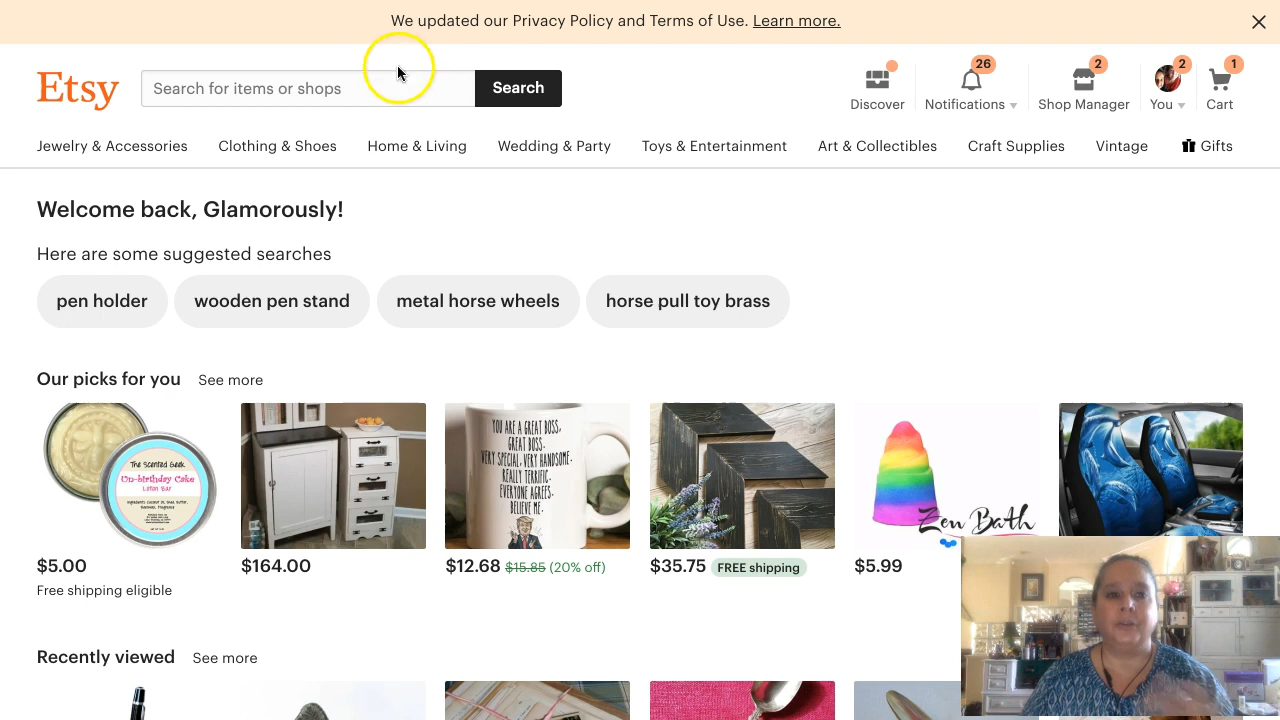 We updated our Privacy Policy and Terms of Use. Learn more.
Etsy
Search for items or shops
Search
26
2
2
1
Discover
Notifications
Shop Manager
You
Cart
Jewelry & Accessories
Clothing & Shoes
Home & Living
Wedding & Party
Toys & Entertainment
Art & Collectibles
Craft Supplies
Vintage
Gifts
Welcome back, Glamorously!
Here are some suggested searches
pen holder
wooden pen stand
metal horse wheels
horse pull toy brass
Our picks for you See more
The Scented Geek
Un-birthday Cake
Lotion Bar
YOU ARE A GREAT BOSS,
GREAT BOSS.
VERY SPECIAL, VERY HANDSOME.
REALLY TERRIFIC.
EVERYONE AGREES.
BELIEVE ME.
Zen Bath
$5.00
Free shipping eligible
$164.00
$12.68 $15.85 (20% off)
$35.75 FREE shipping
$5.99
Recently viewed See more